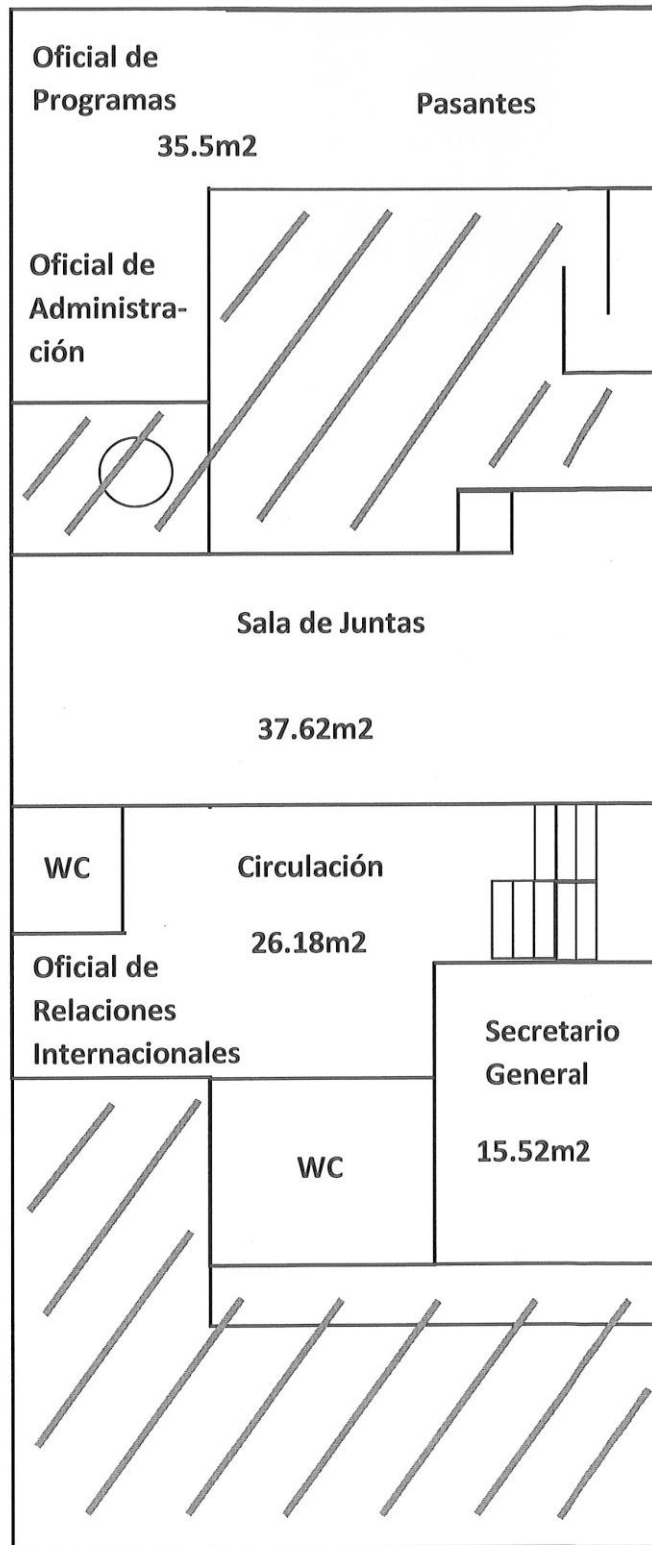 Oficial de
Programas
Pasantes
35.5m2
Oficial de
Administra-
ción
Sala de Juntas
37.62m2
WC
Circulación
26.18m2
Oficial de
Relaciones
Internacionales
Secretario
General
15.52m2
WC